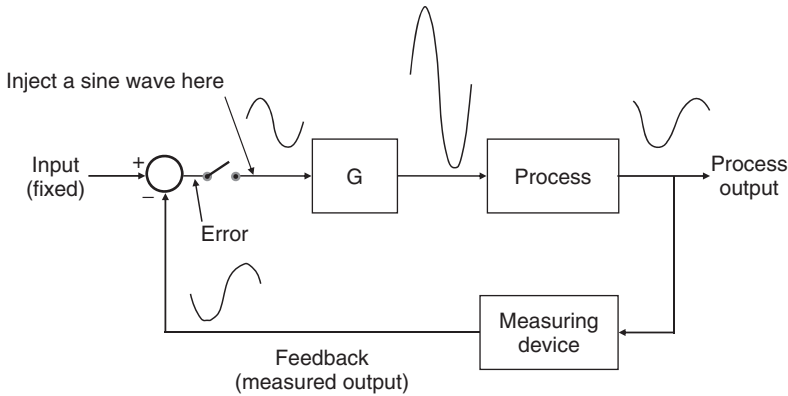 Inject a sine wave here
Input
(fixed)
+
−
Error
G
Process
Process
output
Measuring
device
Feedback
(measured output)